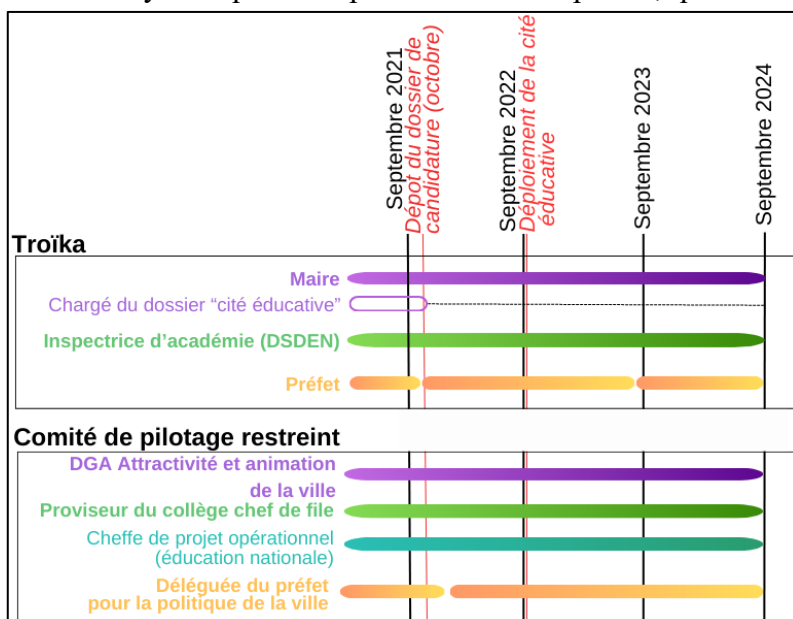 Septembre 2021
Dépot du dossier de
candidature (octobre)
Septembre 2022
Déploiement de la cité
éducative
Septembre 2023
Septembre 2024
Troïka
Maire
Chargé du dossier “cité éducative”
Inspectrice d’académie (DSDEN)
Préfet
Comité de pilotage restreint
DGA Attractivité et animation
de la ville
Proviseur du collège chef de file
Cheffe de projet opérationnel
(éducation nationale)
Déléguée du préfet
pour la politique de la ville